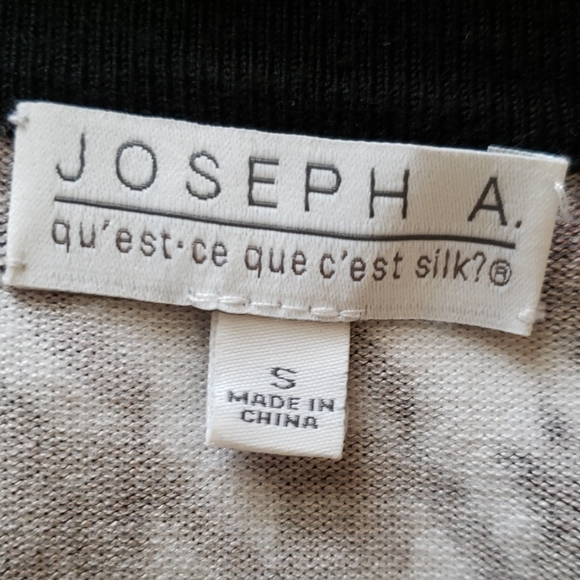 JOSEPH A.
qu'est-ce que c'est silk?®
S
MADE IN
CHINA